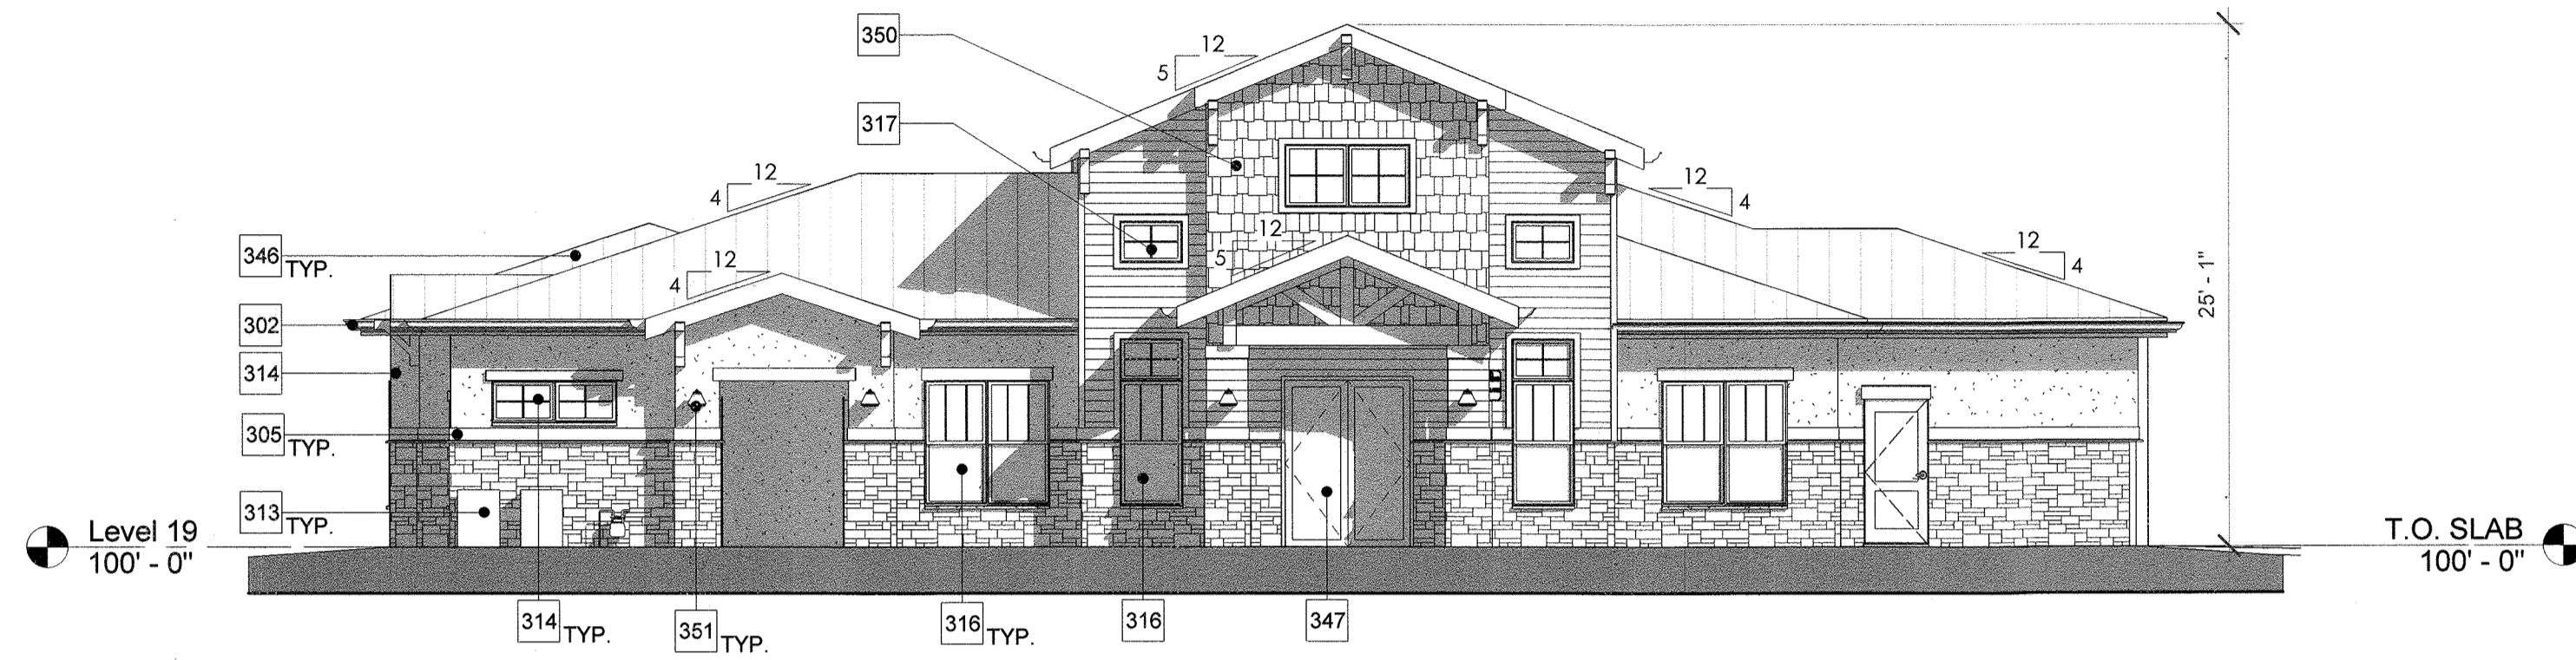 350
12
5
317
12
4
12
4
346 TYP.
12
4
12
5
12
4
25' - 1"
302
314
305 TYP.
313 TYP.
Level 19
100' - 0"
T.O. SLAB
100' - 0"
314 TYP.
351 TYP.
316 TYP.
316
347